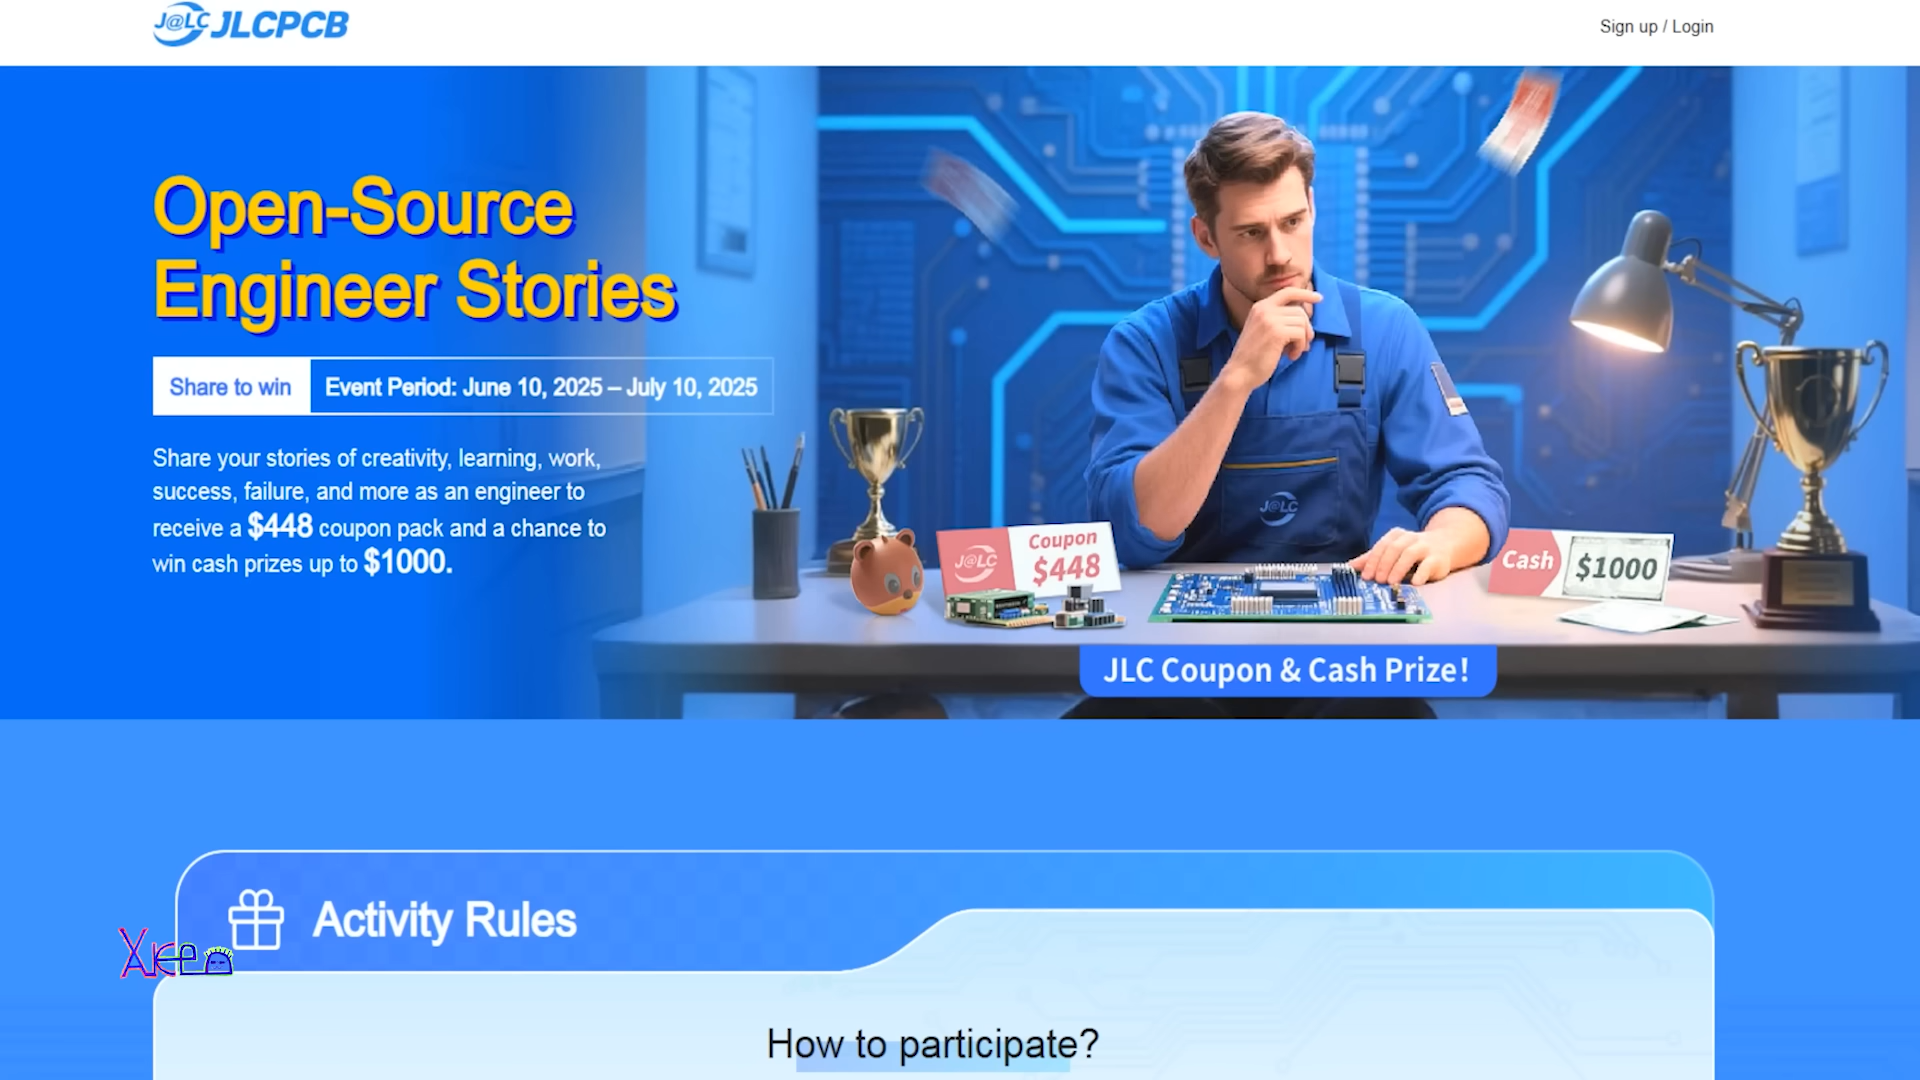 J@LC JLCPCB
Sign up / Login
Open-Source
Engineer Stories
Share to win
Event Period: June 10, 2025 – July 10, 2025
Share your stories of creativity, learning, work,
success, failure, and more as an engineer to
receive a $448 coupon pack and a chance to
win cash prizes up to $1000.
J@LC
J@LC
Coupon
$448
Cash
$1000
JLC Coupon & Cash Prize!
Activity Rules
How to participate?